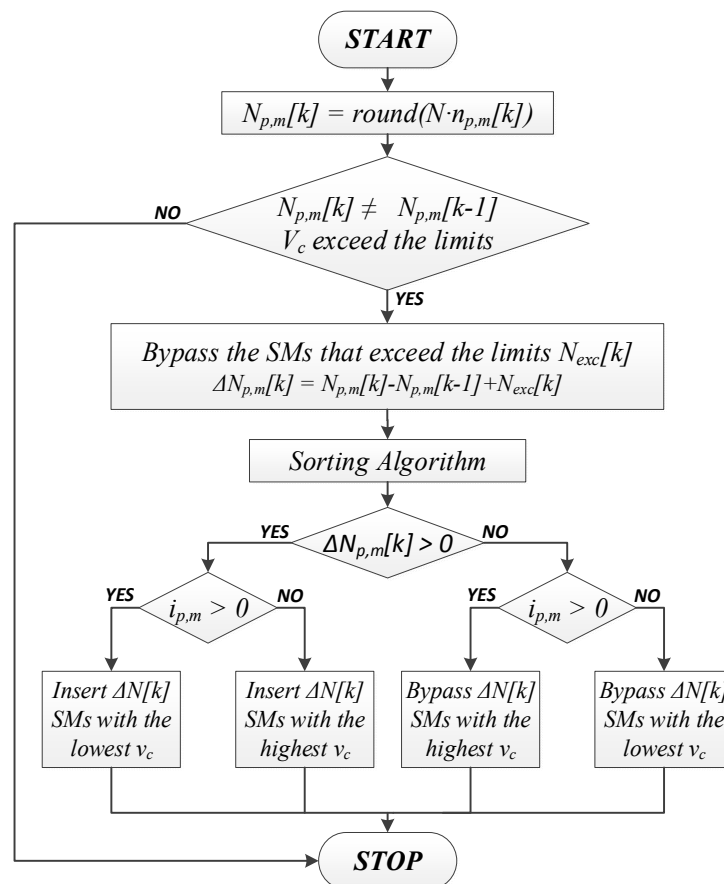 START
N_{p,m}[k] = round(N·n_{p,m}[k])
NO
N_{p,m}[k] ≠ N_{p,m}[k-1]
V_c exceed the limits
YES
Bypass the SMs that exceed the limits N_{exc}[k]
ΔN_{p,m}[k] = N_{p,m}[k]-N_{p,m}[k-1]+N_{exc}[k]
Sorting Algorithm
YES
ΔN_{p,m}[k] > 0
NO
YES
i_{p,m} > 0
NO
YES
i_{p,m} > 0
NO
Insert ΔN[k]
SMs with the
lowest v_c
Insert ΔN[k]
SMs with the
highest v_c
Bypass ΔN[k]
SMs with the
highest v_c
Bypass ΔN[k]
SMs with the
lowest v_c
STOP